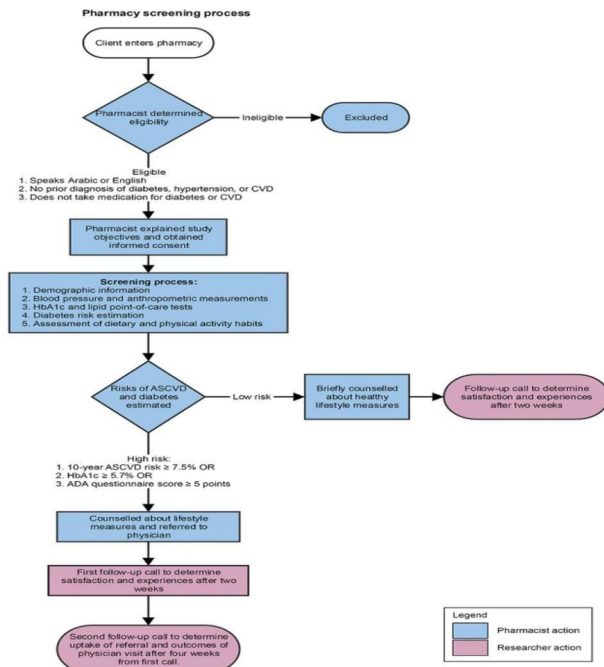 Pharmacy screening process
Client enters pharmacy
Pharmacist determined
eligibility
Ineligible
Excluded
Eligible
1. Speaks Arabic or English
2. No prior diagnosis of diabetes, hypertension, or CVD
3. Does not take medication for diabetes or CVD
Pharmacist explained study
objectives and obtained
informed consent
Screening process:
1. Demographic information
2. Blood pressure and anthropometric measurements
3. HbA1c and lipid point-of-care tests
4. Diabetes risk estimation
5. Assessment of dietary and physical activity habits
Risks of ASCVD
and diabetes
estimated
Low risk
Briefly counselled
about healthy
lifestyle measures
Follow-up call to determine
satisfaction and experiences
after two weeks
High risk:
1. 10-year ASCVD risk ≥ 7.5% OR
2. HbA1c ≥ 5.7% OR
3. ADA questionnaire score ≥ 5 points
Counselled about lifestyle
measures and referred to
physician
First follow-up call to determine
satisfaction and experiences after two
weeks
Second follow-up call to determine
uptake of referral and outcomes of
physician visit after four weeks
from first call.
Legend
Pharmacist action
Researcher action